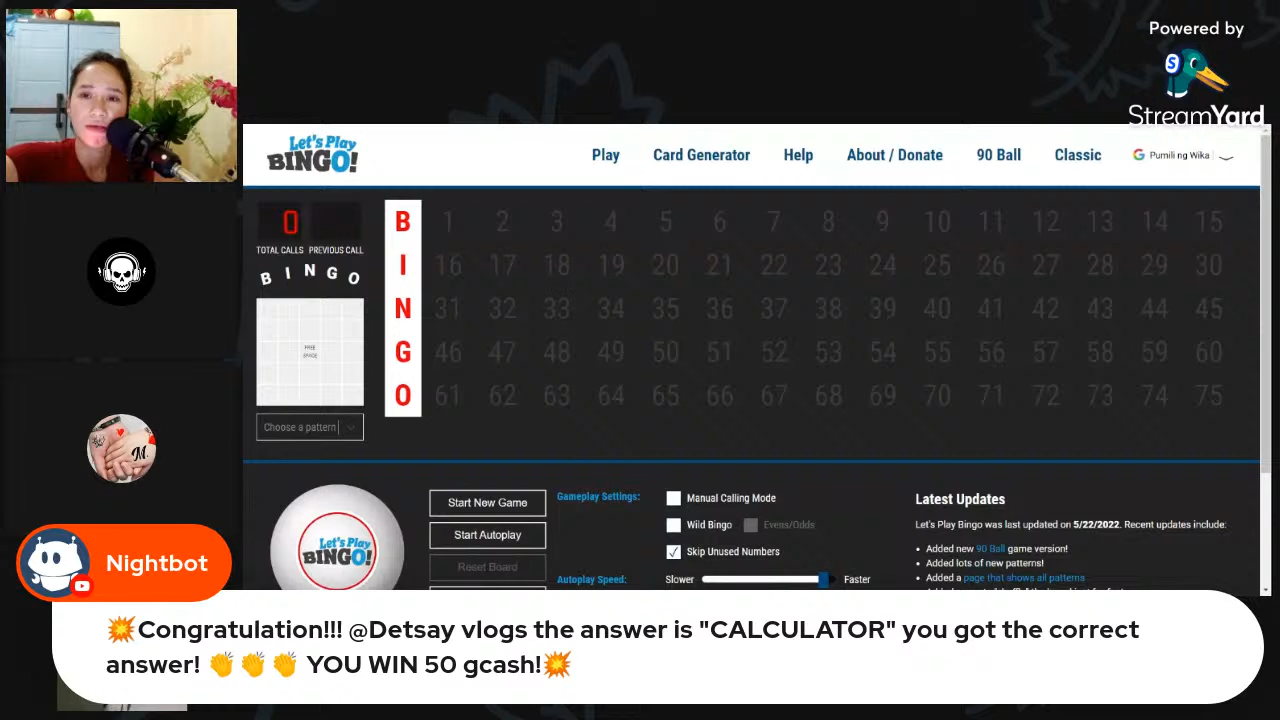 Powered by
StreamYard
Let's Play
BINGO!
Play Card Generator Help About / Donate 90 Ball Classic Pumili ng Wika
0
TOTAL CALLS PREVIOUS CALL
B I N G O
FREE
SPACE
Choose a pattern
B 1 2 3 4 5 6 7 8 9 10 11 12 13 14 15
I 16 17 18 19 20 21 22 23 24 25 26 27 28 29 30
N 31 32 33 34 35 36 37 38 39 40 41 42 43 44 45
G 46 47 48 49 50 51 52 53 54 55 56 57 58 59 60
O 61 62 63 64 65 66 67 68 69 70 71 72 73 74 75
Let's Play
BINGO!
Start New Game
Start Autoplay
Reset Board
Gameplay Settings:
Manual Calling Mode
Wild Bingo Evens/Odds
Skip Unused Numbers
Autoplay Speed: Slower Faster
Latest Updates
Let's Play Bingo was last updated on 5/22/2022. Recent updates include:
Added new 90 Ball game version!
Added lots of new patterns!
Added a page that shows all patterns
M.
Nightbot
💥Congratulation!!! @Detsay vlogs the answer is "CALCULATOR" you got the correct
answer! 👏👏👏 YOU WIN 50 gcash!💥